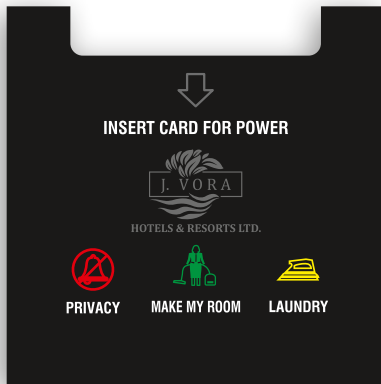 INSERT CARD FOR POWER
J. VORA
HOTELS & RESORTS LTD.
PRIVACY
MAKE MY ROOM
LAUNDRY